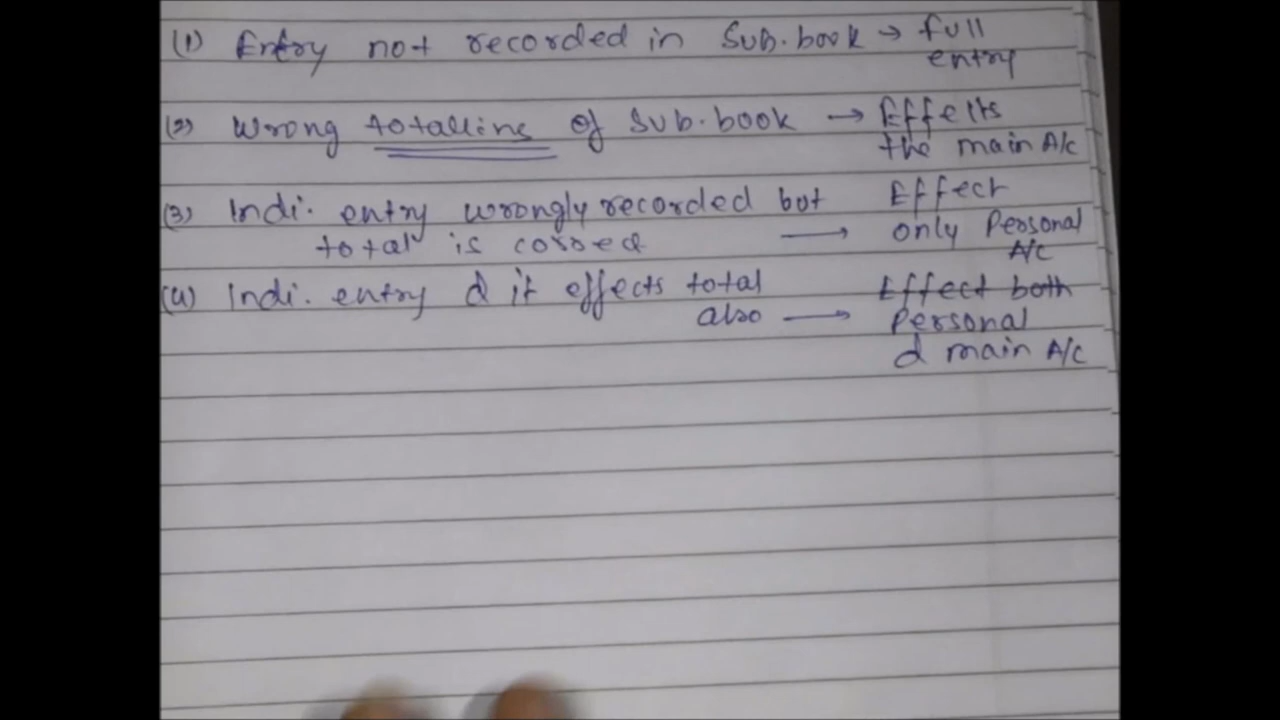 (1) Entry not recorded in Sub. book → full
entry
(2) Wrong totalling of Sub. book → Effects
the main A/c
(3) Indi. entry wrongly recorded but Effect
total is correct → only Personal
A/c
(4) Indi. entry & it effects total Effect both
also → Personal
& main A/c